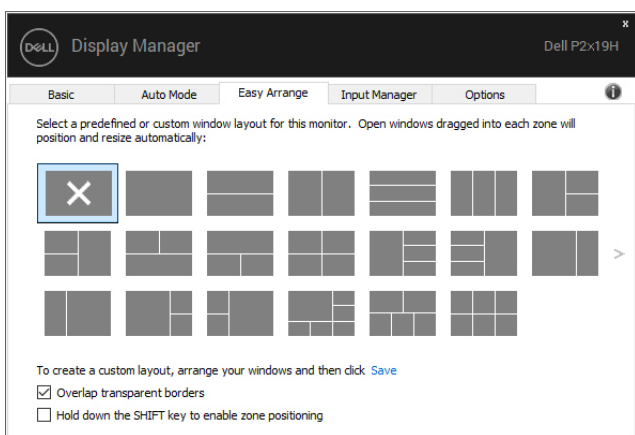 x
DELL Display Manager Dell P2x19H
Basic Auto Mode Easy Arrange Input Manager Options
Select a predefined or custom window layout for this monitor. Open windows dragged into each zone will
position and resize automatically:
>
To create a custom layout, arrange your windows and then click Save
Overlap transparent borders
Hold down the SHIFT key to enable zone positioning